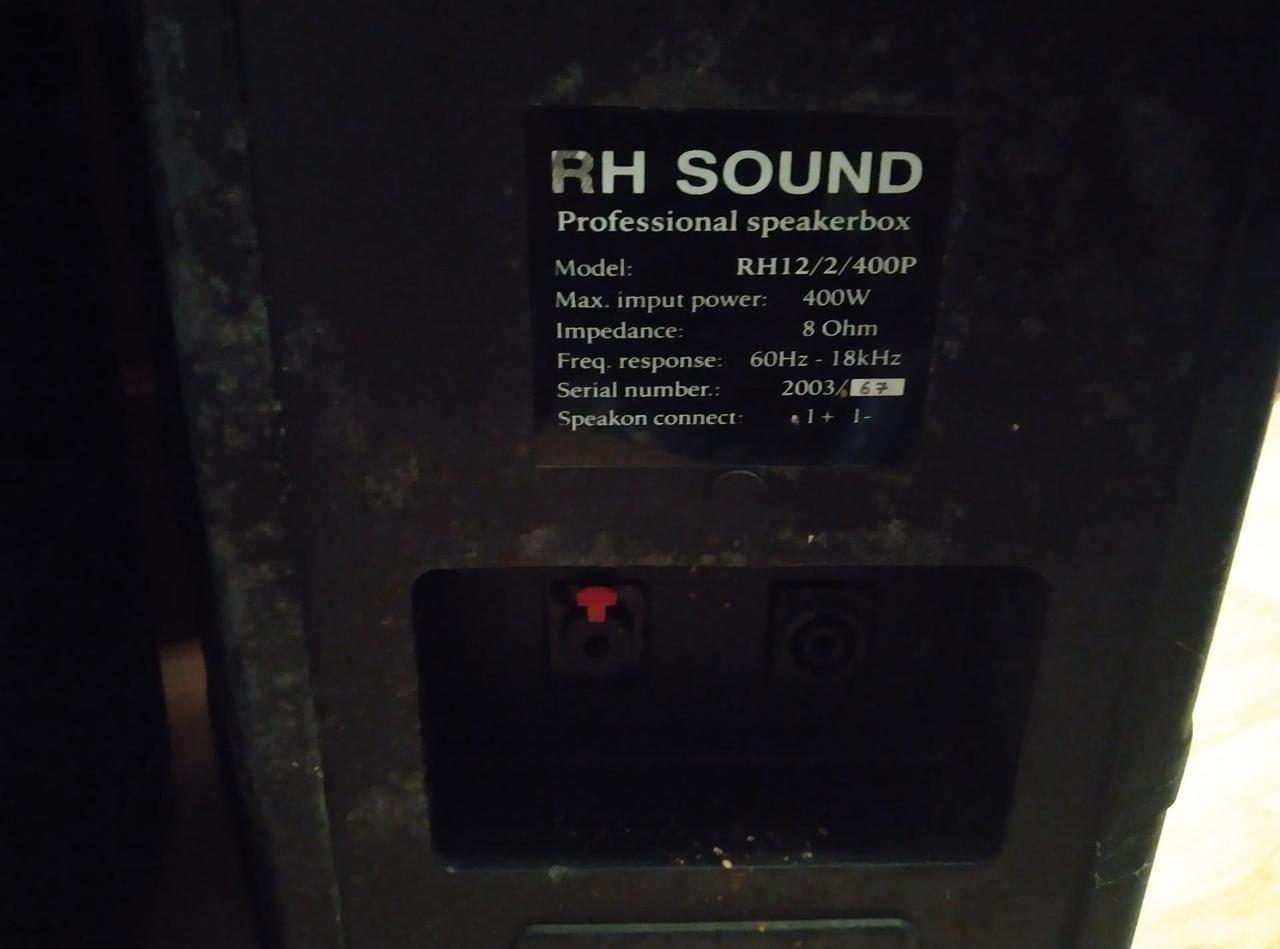 RH SOUND
Professional speakerbox
Model: RH12/2/400P
Max. imput power: 400W
Impedance: 8 Ohm
Freq. response: 60Hz - 18kHz
Serial number.: 2003/67
Speakon connect: 1+ 1-